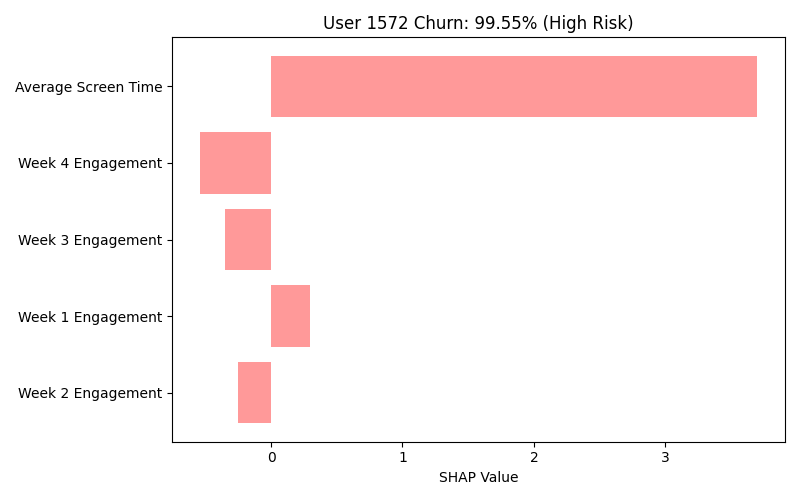 User 1572 Churn: 99.55% (High Risk)
Average Screen Time
Week 4 Engagement
Week 3 Engagement
Week 1 Engagement
Week 2 Engagement
0 1 2 3
SHAP Value